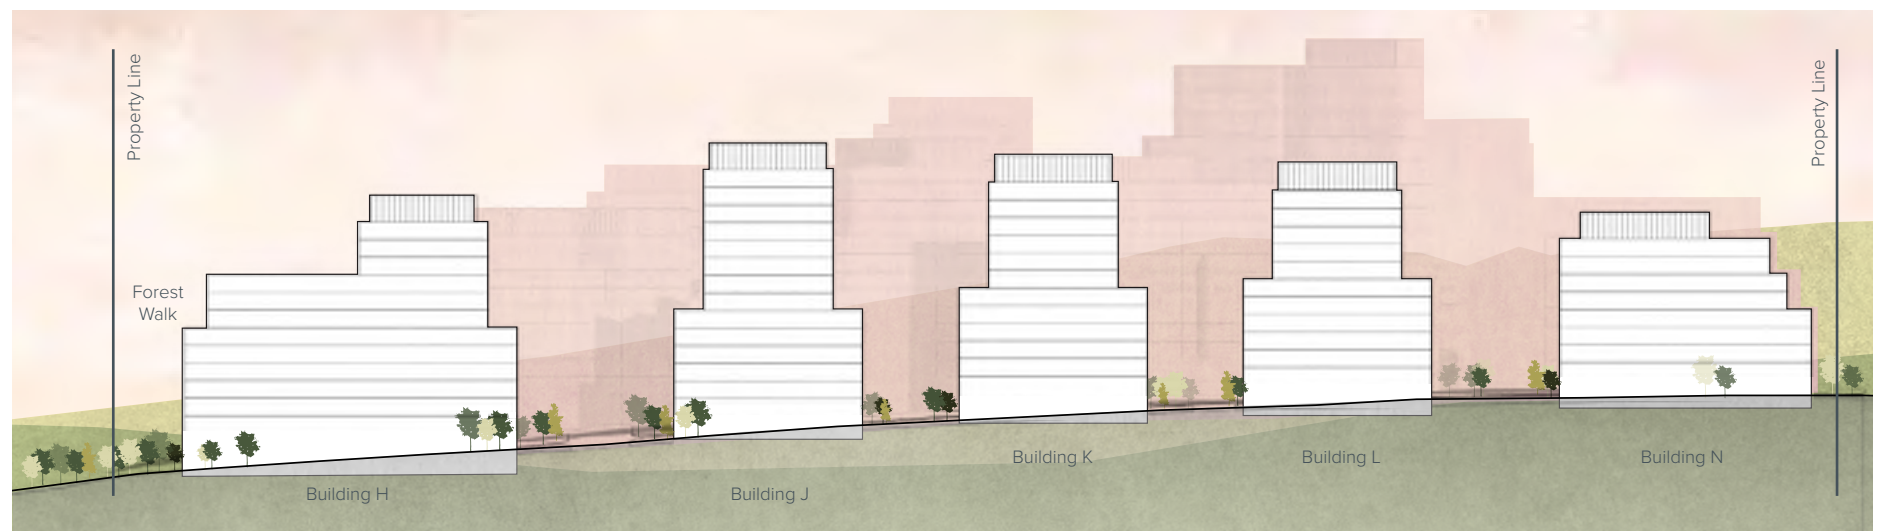 Property Line
Property Line
Forest
Walk
Building H
Building J
Building K
Building L
Building N